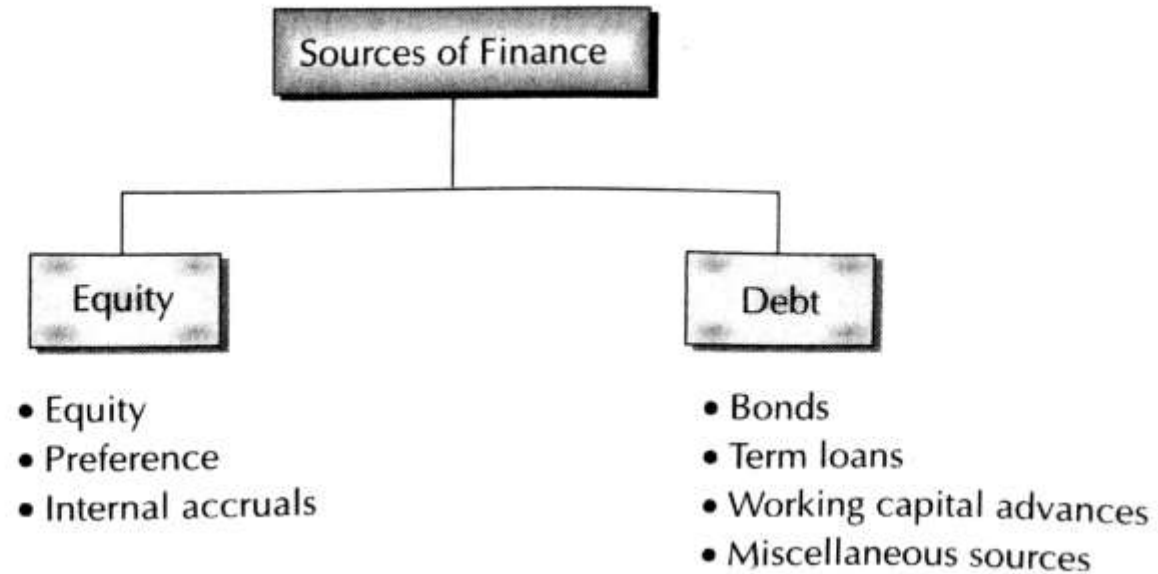 Sources of Finance
Equity
• Equity
• Preference
• Internal accruals
Debt
• Bonds
• Term loans
• Working capital advances
• Miscellaneous sources